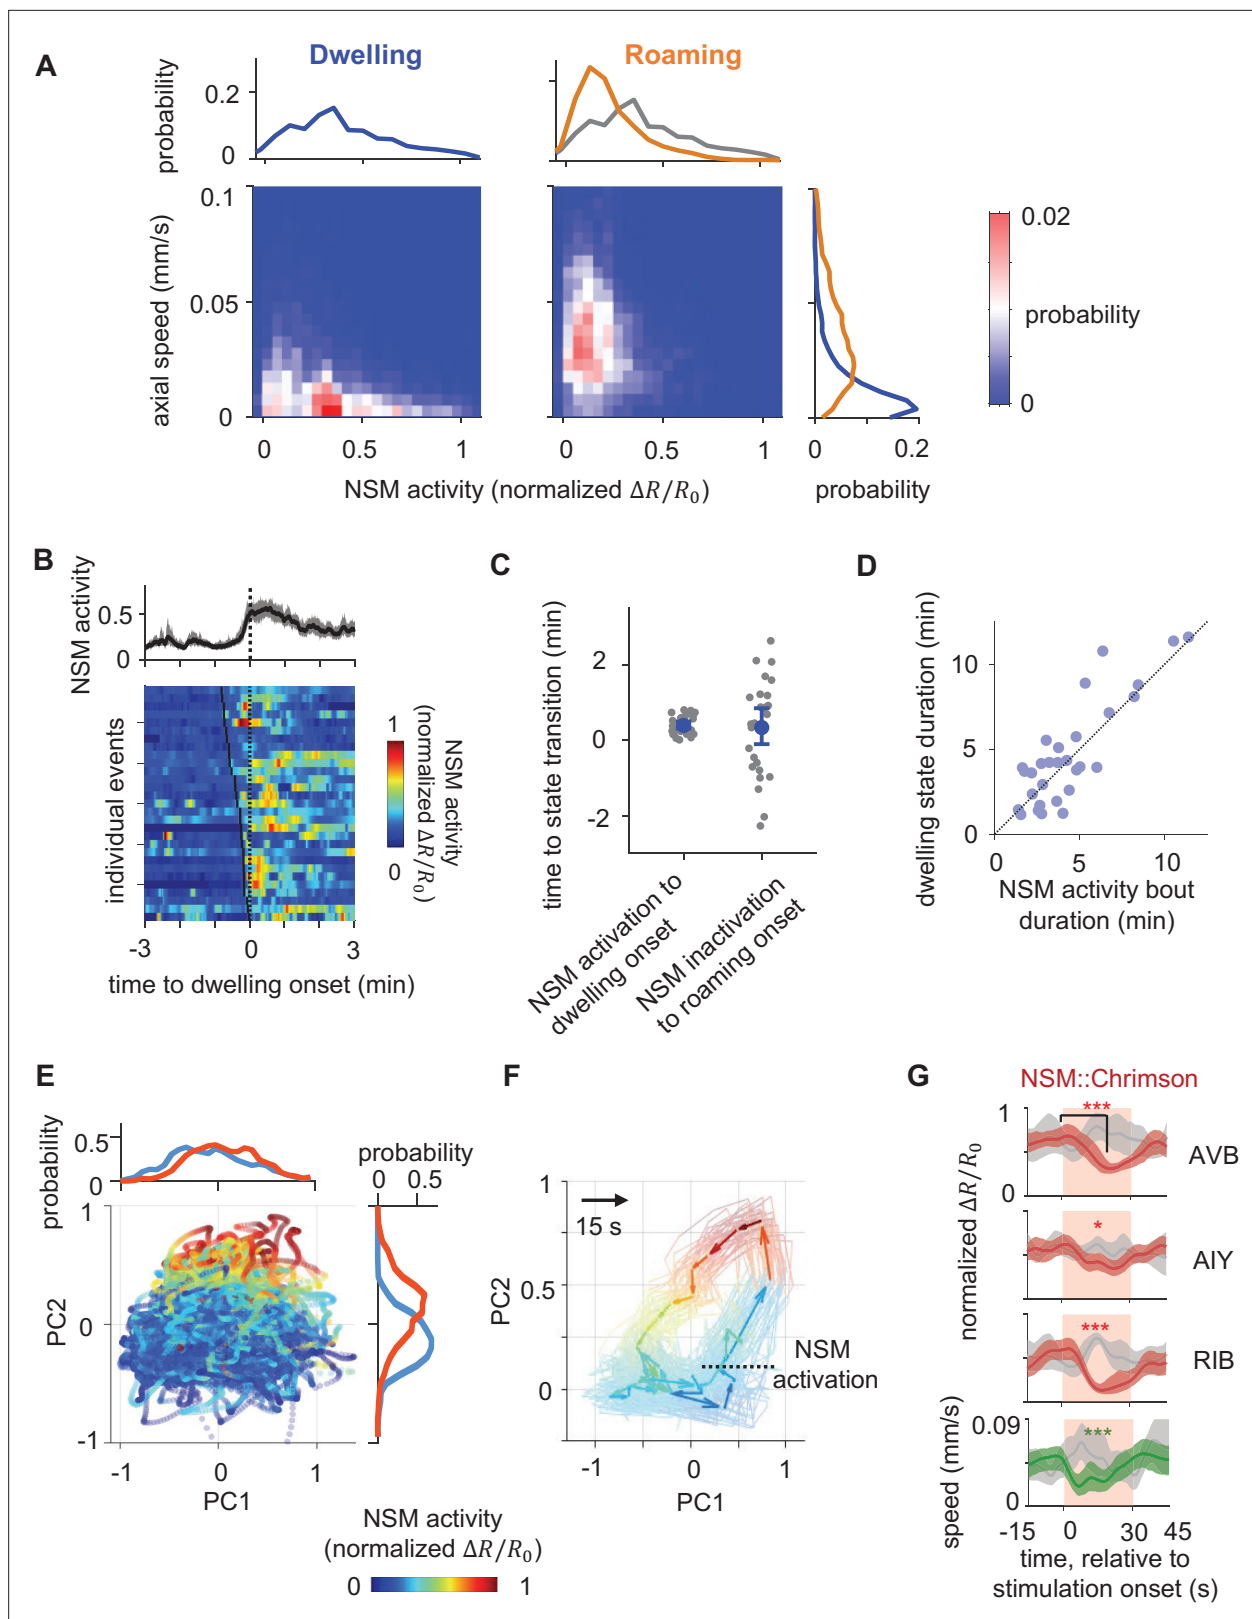 A
Dwelling
Roaming
probability
0.2
0
axial speed (mm/s)
0.1
0.05
0
0 0.5 1
0 0.5 1
NSM activity (normalized ΔR/R0)
0 0.2
probability
0.02
probability
0
B
NSM activity
0.5
0
individual events
-3 0 3
time to dwelling onset (min)
1
0
NSM activity
(normalized ΔR/R0)
C
time to state transition (min)
2
0
-2
NSM activation to
dwelling onset
NSM inactivation
to roaming onset
D
dwelling state duration (min)
10
5
0
0 5 10
NSM activity bout
duration (min)
E
probability
0.5
0
probability
0 0.6
1
PC2
0
-1
-1 0 1
PC1
NSM activity
(normalized ΔR/R0)
0 1
F
1
15 s
PC2
0.5
0
NSM
activation
-1 0 1
PC1
G
NSM::Chrimson
1
***
AVB
0
normalized ΔR/R0
*
AIY
***
RIB
speed (mm/s)
0.09
***
0
-15 0 30 45
time, relative to
stimulation onset (s)